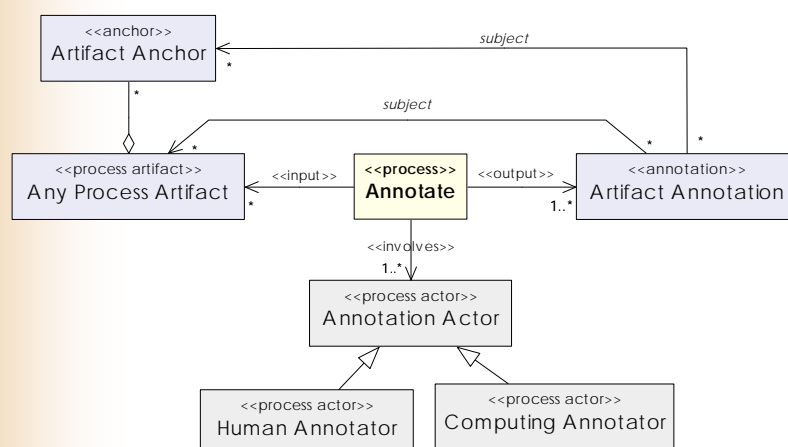 <<anchor>>
Artifact Anchor
*
*
subject
*
subject
*
*
<<process artifact>>
Any Process Artifact
*
<<input>>
<<process>>
Annotate
<<output>>
1..*
<<annotation>>
Artifact Annotation
<<involves>>
1..*
<<process actor>>
Annotation Actor
<<process actor>>
Human Annotator
<<process actor>>
Computing Annotator